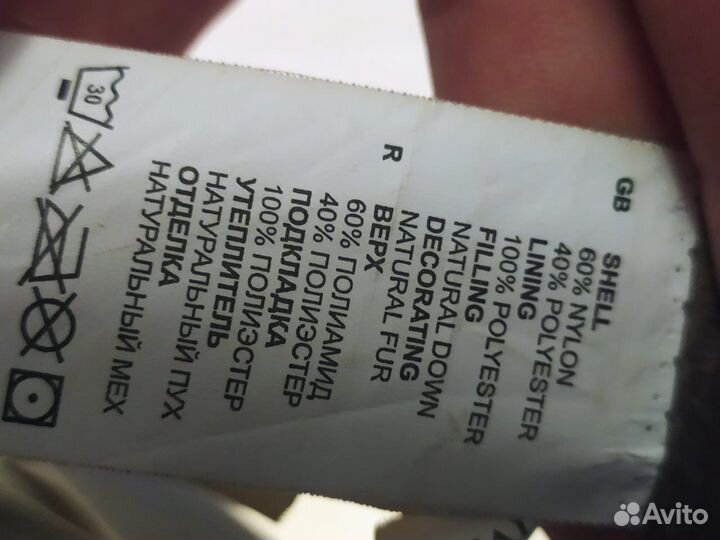 GB
SHELL
60% NYLON
40% POLYESTER
LINING
100% POLYESTER
FILLING
NATURAL DOWN
DECORATING
NATURAL FUR
R
ВЕРХ
60% ПОЛИАМИД
40% ПОЛИЭСТЕР
ПОДКЛАДКА
100% ПОЛИЭСТЕР
УТЕПЛИТЕЛЬ
НАТУРАЛЬНЫЙ ПУХ
ОТДЕЛКА
НАТУРАЛЬНЫЙ МЕХ
30
Avito